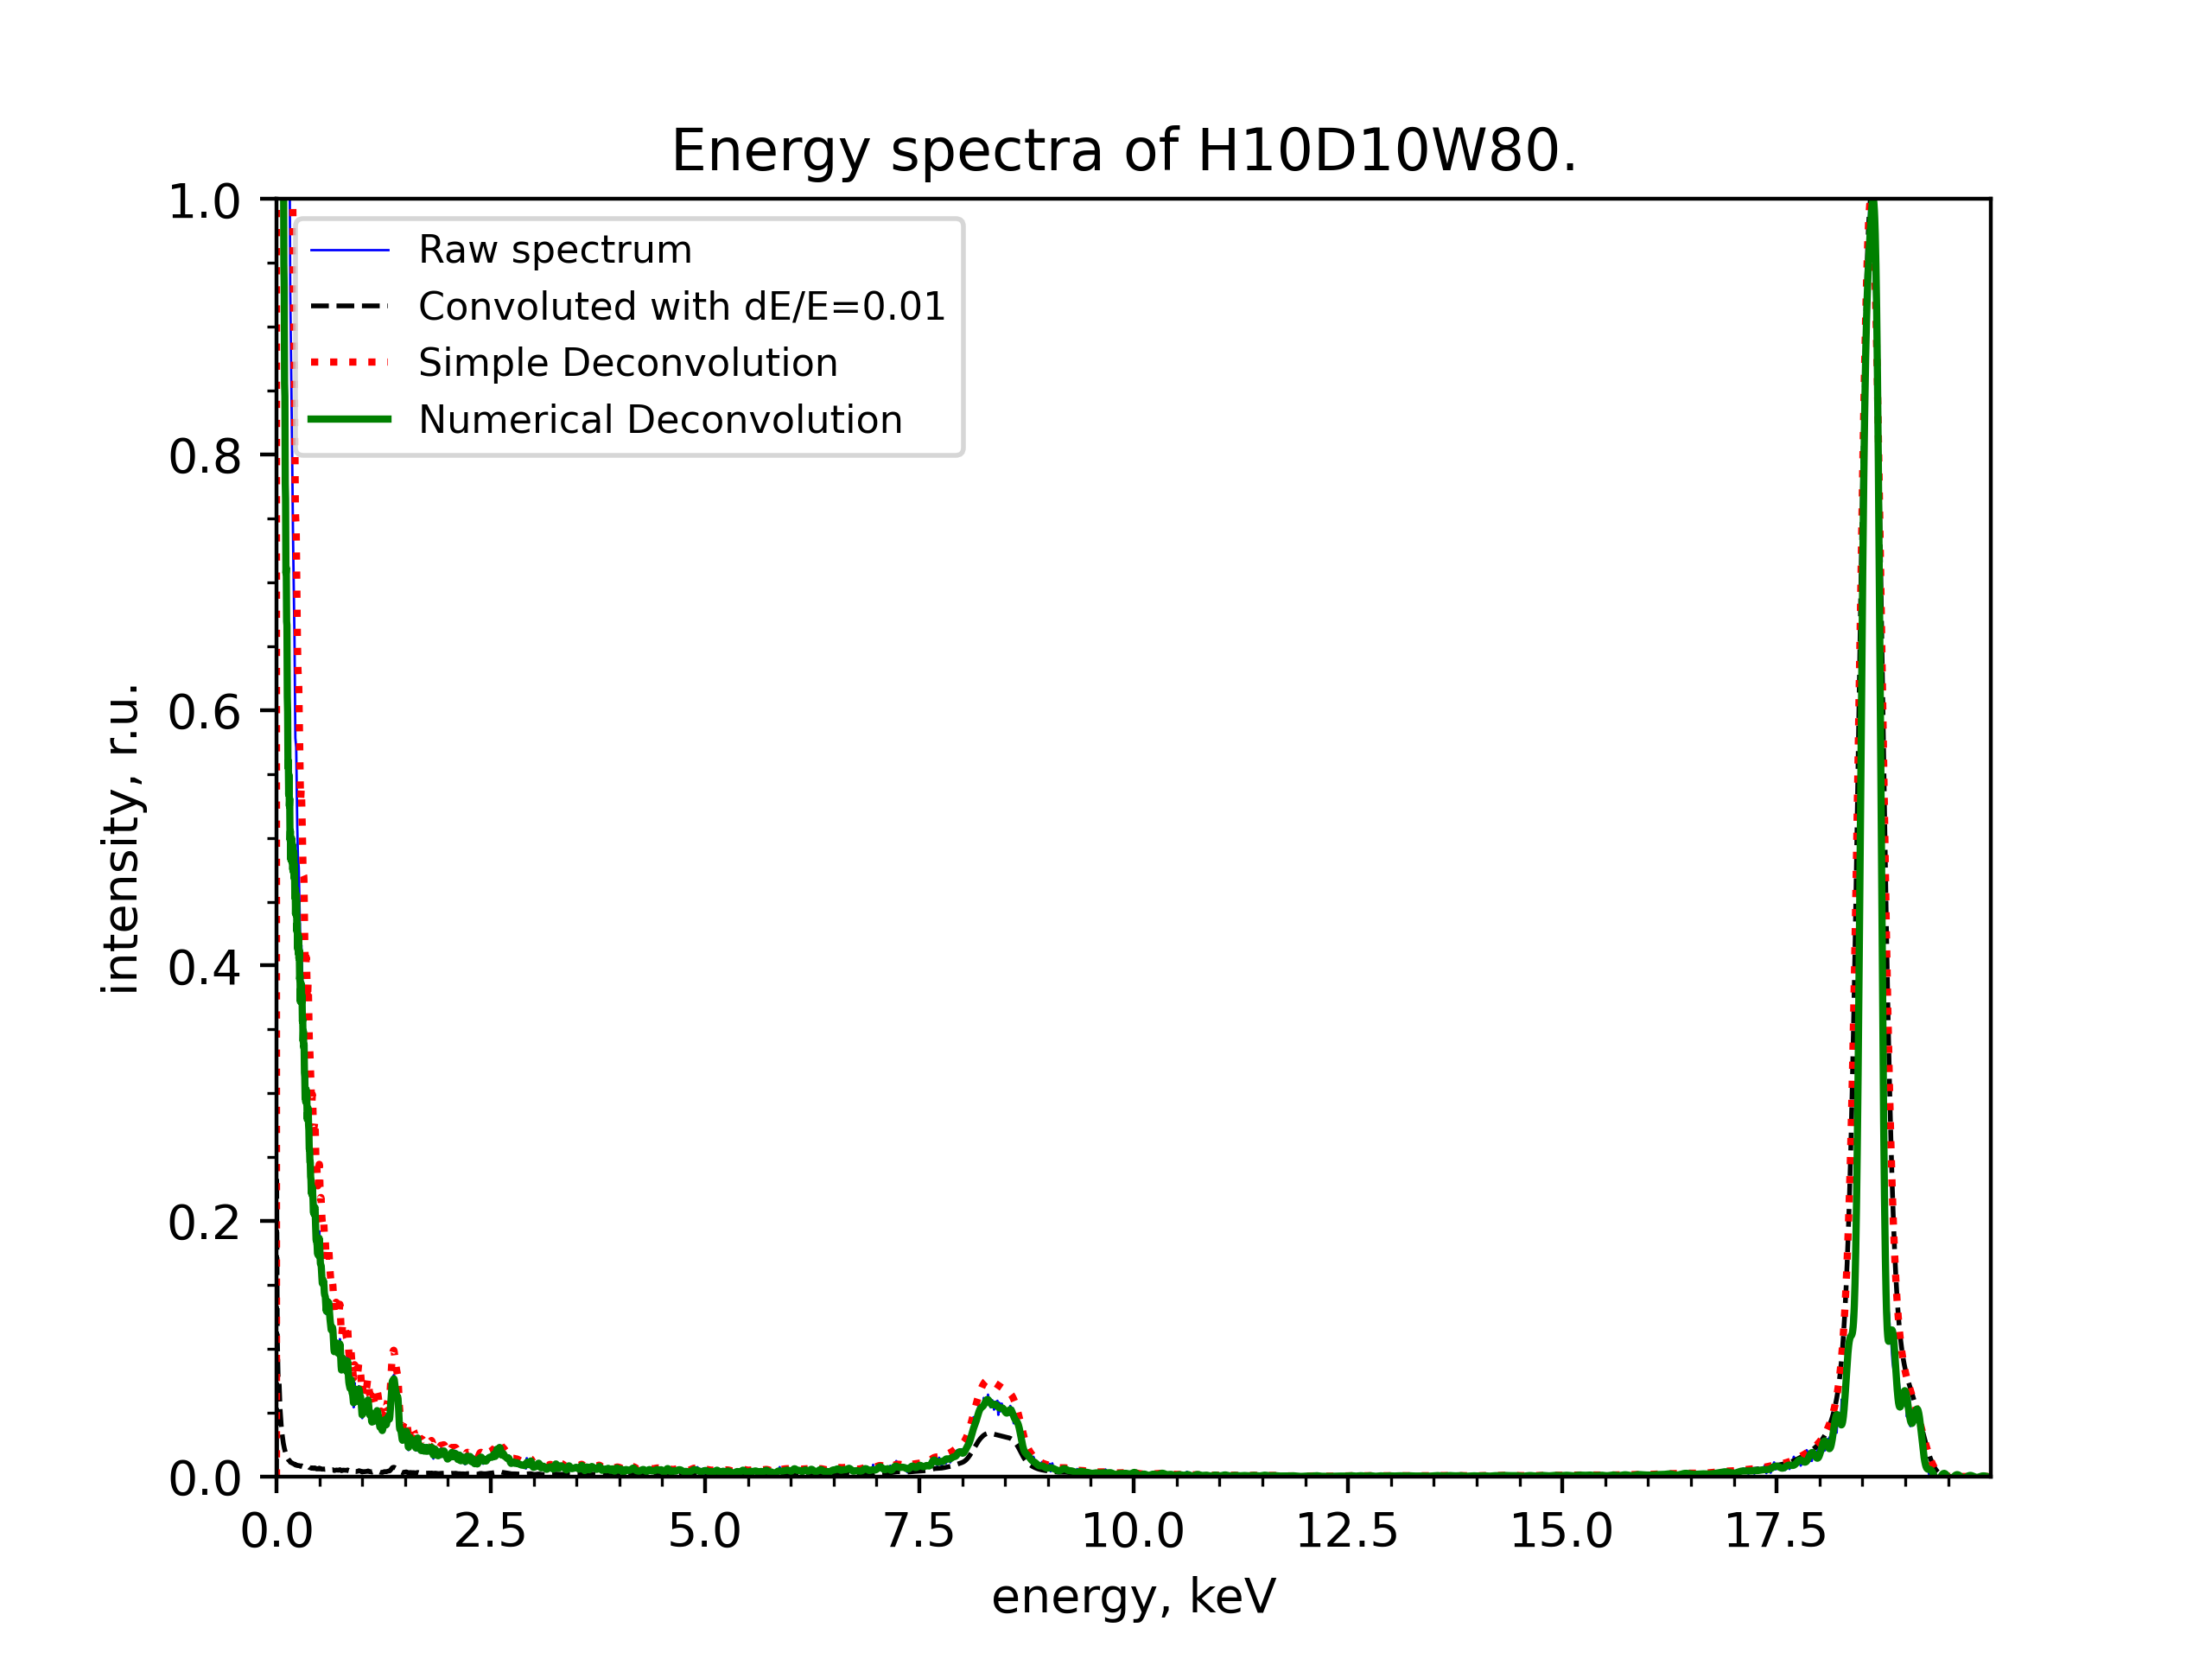 Energy spectra of H10D10W80.
1.0
0.8
0.6
0.4
0.2
0.0
intensity, r.u.
Raw spectrum
Convoluted with dE/E=0.01
Simple Deconvolution
Numerical Deconvolution
0.0 2.5 5.0 7.5 10.0 12.5 15.0 17.5
energy, keV